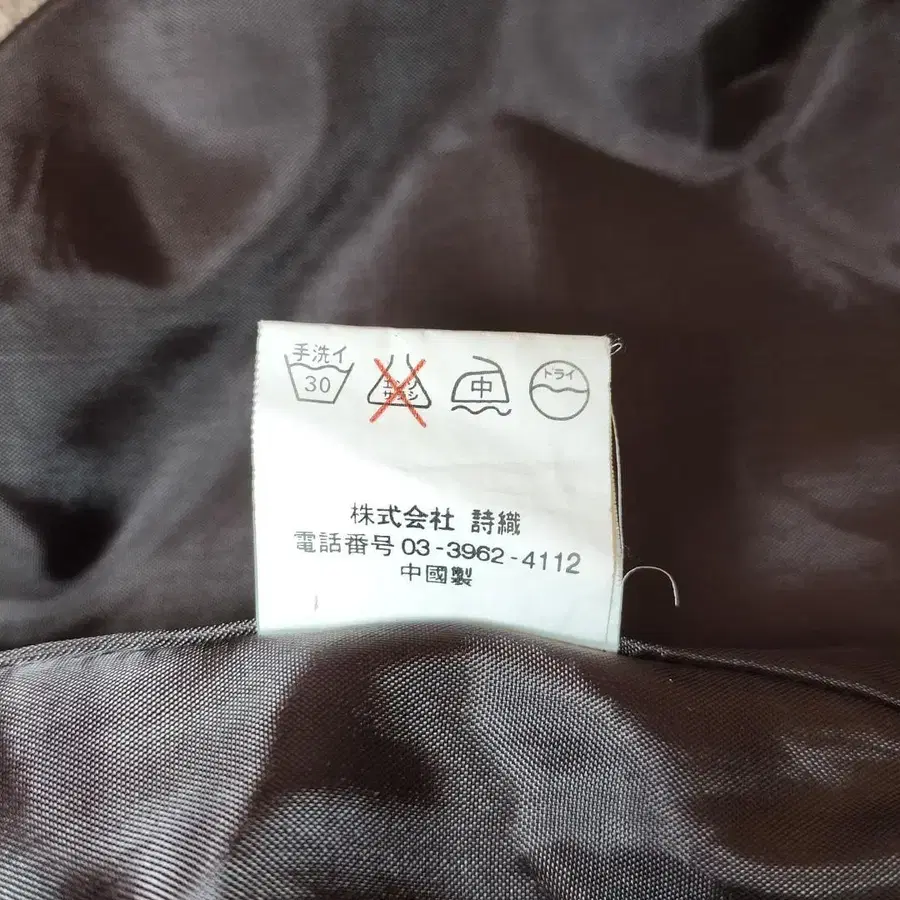 手洗イ
30 エンソサラシ 中 ドライ
株式会社 詩織
電話番号 03-3962-4112
中國製